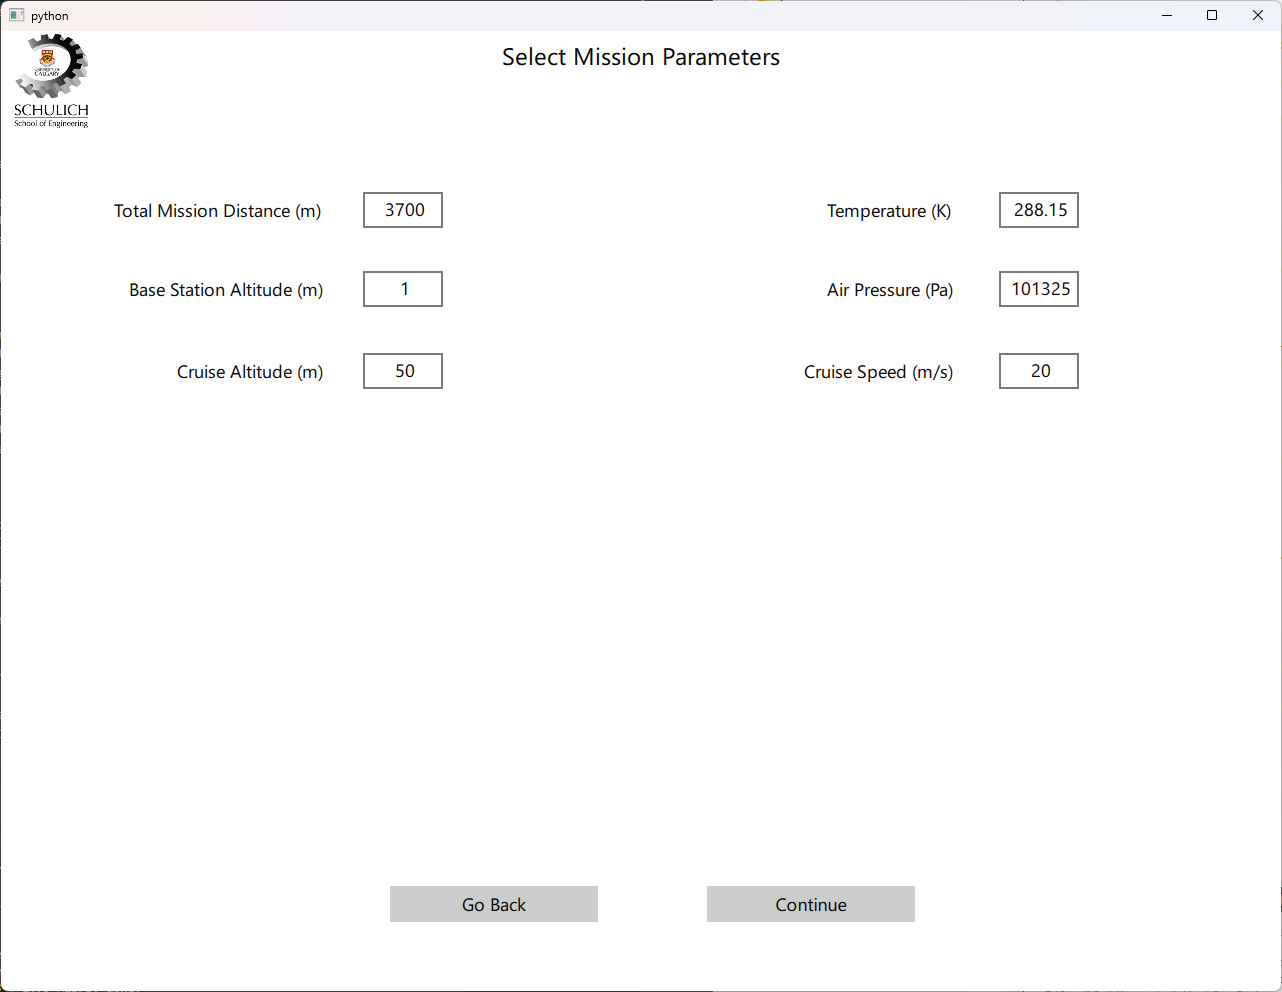 python
Select Mission Parameters
UNIVERSITY OF
CALGARY
SCHULICH
School of Engineering
Total Mission Distance (m) 3700 Temperature (K) 288.15
Base Station Altitude (m) 1 Air Pressure (Pa) 101325
Cruise Altitude (m) 50 Cruise Speed (m/s) 20
Go Back Continue